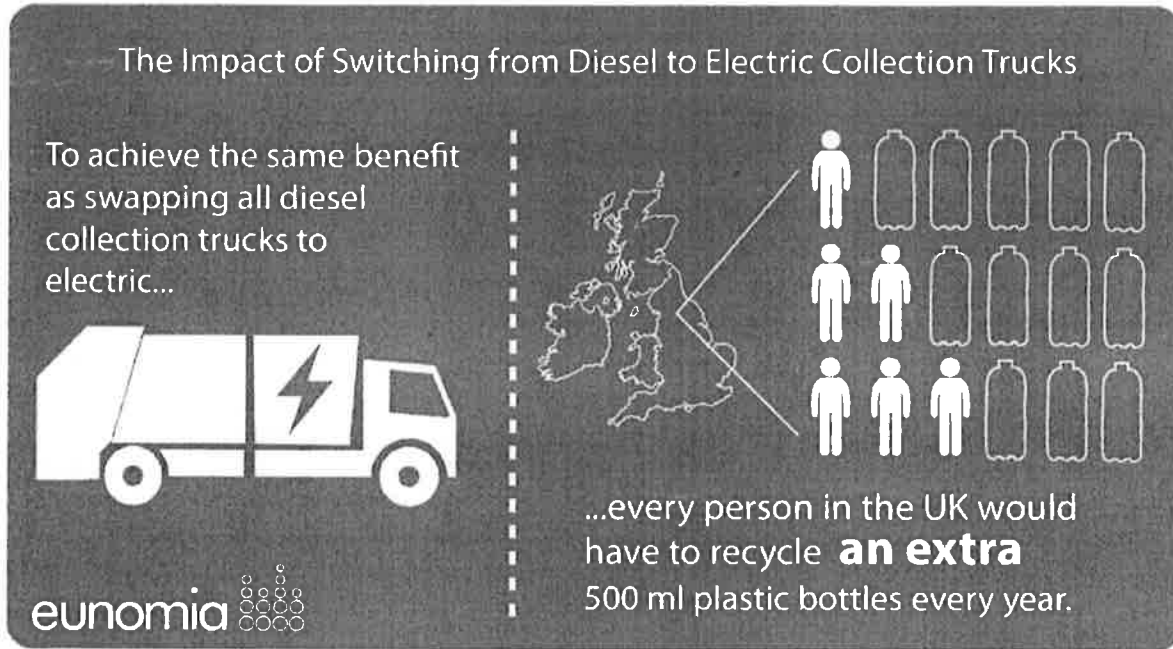 The Impact of Switching from Diesel to Electric Collection Trucks
To achieve the same benefit
as swapping all diesel
collection trucks to
electric...
eunomia
...every person in the UK would
have to recycle an extra
500 ml plastic bottles every year.